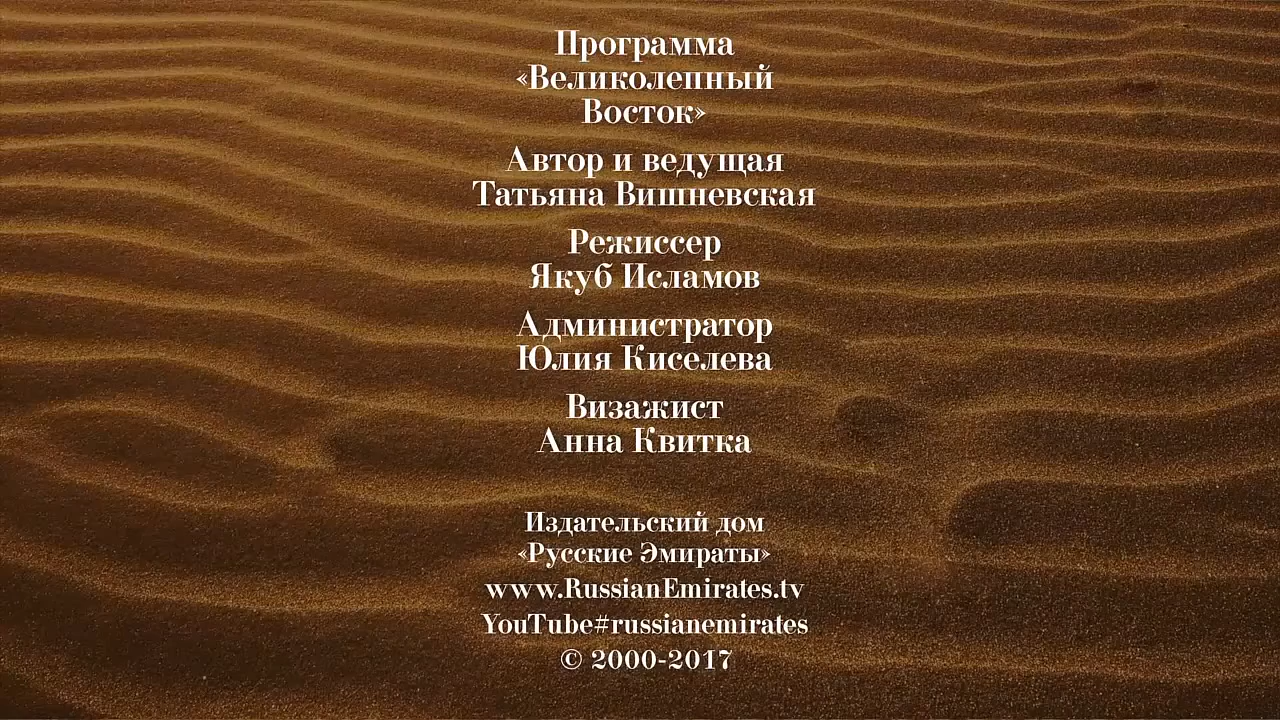 Программа
«Великолепный
Восток»
Автор и ведущая
Татьяна Вишневская
Режиссер
Якуб Исламов
Администратор
Юлия Киселева
Визажист
Анна Квитка
Издательский дом
«Русские Эмираты»
www.RussianEmirates.tv
YouTube#russianemirates
© 2000-2017